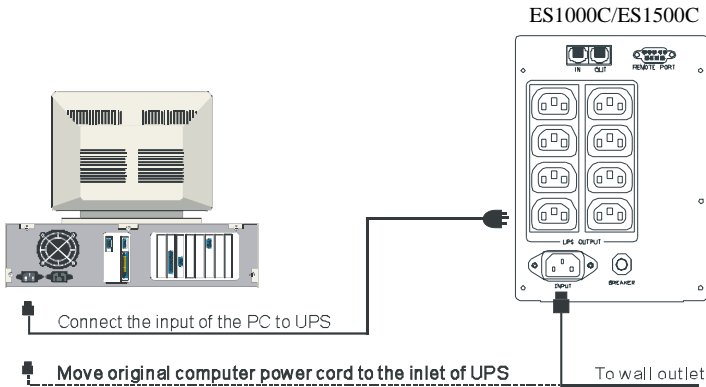 ES1000C/ES1500C
IN OUT
REMOTE PORT
UPS OUTPUT
INPUT
BREAKER
Connect the input of the PC to UPS
Move original computer power cord to the inlet of UPS
To wall outlet